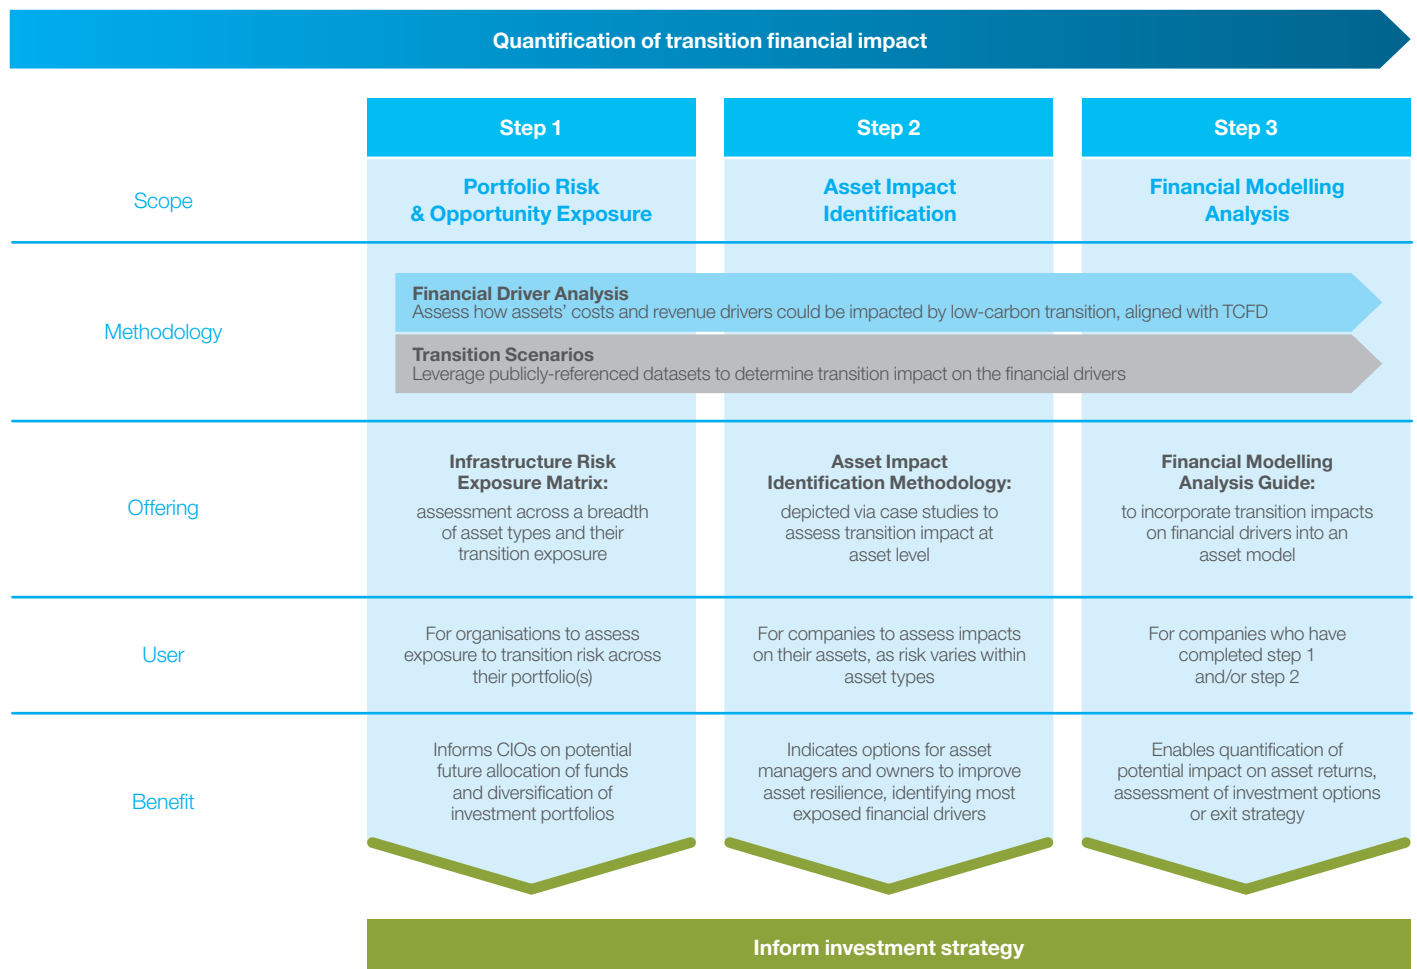 Quantification of transition financial impact
Step 1
Step 2
Step 3
Scope
Portfolio Risk
& Opportunity Exposure
Asset Impact
Identification
Financial Modelling
Analysis
Methodology
Financial Driver Analysis
Assess how assets' costs and revenue drivers could be impacted by low-carbon transition, aligned with TCFD
Transition Scenarios
Leverage publicly-referenced datasets to determine transition impact on the financial drivers
Offering
Infrastructure Risk
Exposure Matrix:
assessment across a breadth
of asset types and their
transition exposure
Asset Impact
Identification Methodology:
depicted via case studies to
assess transition impact at
asset level
Financial Modelling
Analysis Guide:
to incorporate transition impacts
on financial drivers into an
asset model
User
For organisations to assess
exposure to transition risk across
their portfolio(s)
For companies to assess impacts
on their assets, as risk varies within
asset types
For companies who have
completed step 1
and/or step 2
Benefit
Informs CIOs on potential
future allocation of funds
and diversification of
investment portfolios
Indicates options for asset
managers and owners to improve
asset resilience, identifying most
exposed financial drivers
Enables quantification of
potential impact on asset returns,
assessment of investment options
or exit strategy
Inform investment strategy